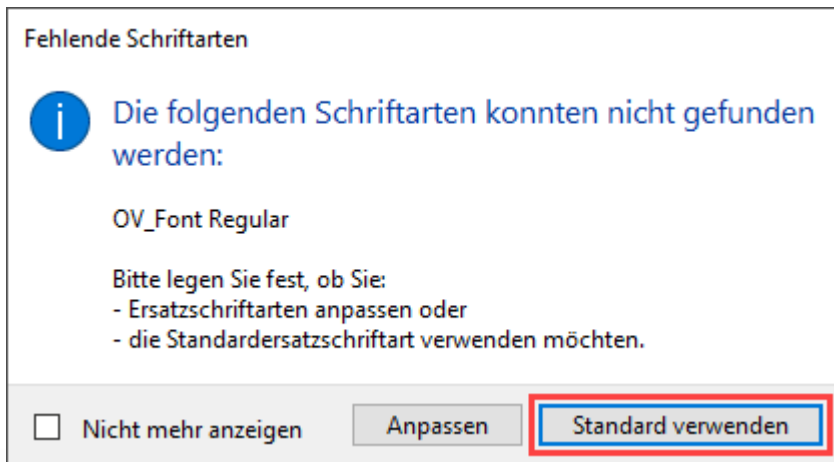 Fehlende Schriftarten
Die folgenden Schriftarten konnten nicht gefunden
werden:
OV_Font Regular
Bitte legen Sie fest, ob Sie:
- Ersatzschriftarten anpassen oder
- die Standardersatzschriftart verwenden möchten.
Nicht mehr anzeigen
Anpassen
Standard verwenden